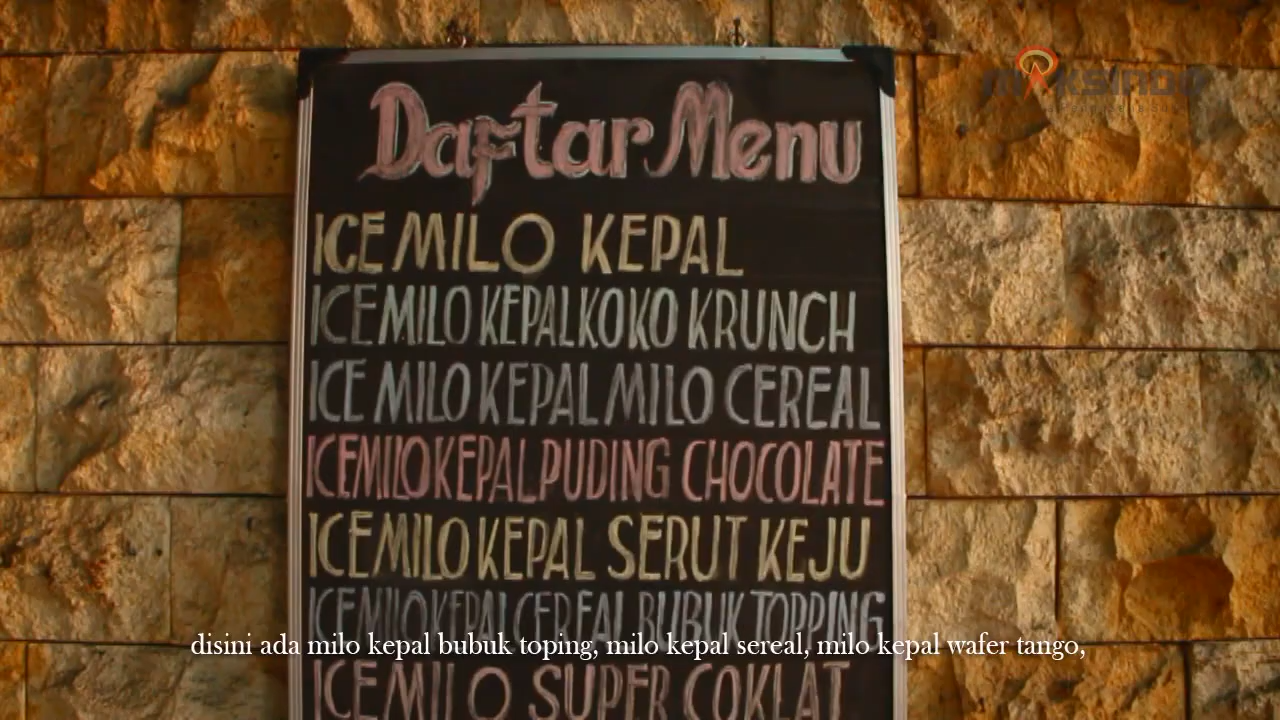 MAKSINDO
Daftar Menu
ICE MILO KEPAL
ICE MILO KEPAL KOKO KRUNCH
ICE MILO KEPAL MILO CEREAL
ICE MILO KEPAL PUDING CHOCOLATE
ICE MILO KEPAL SERUT KEJU
ICE MILO KEPAL CEREAL BUBUK TOPPING
disini ada milo kepal bubuk toping, milo kepal sereal, milo kepal wafer tango,
ICE MILO SUPER COKLAT